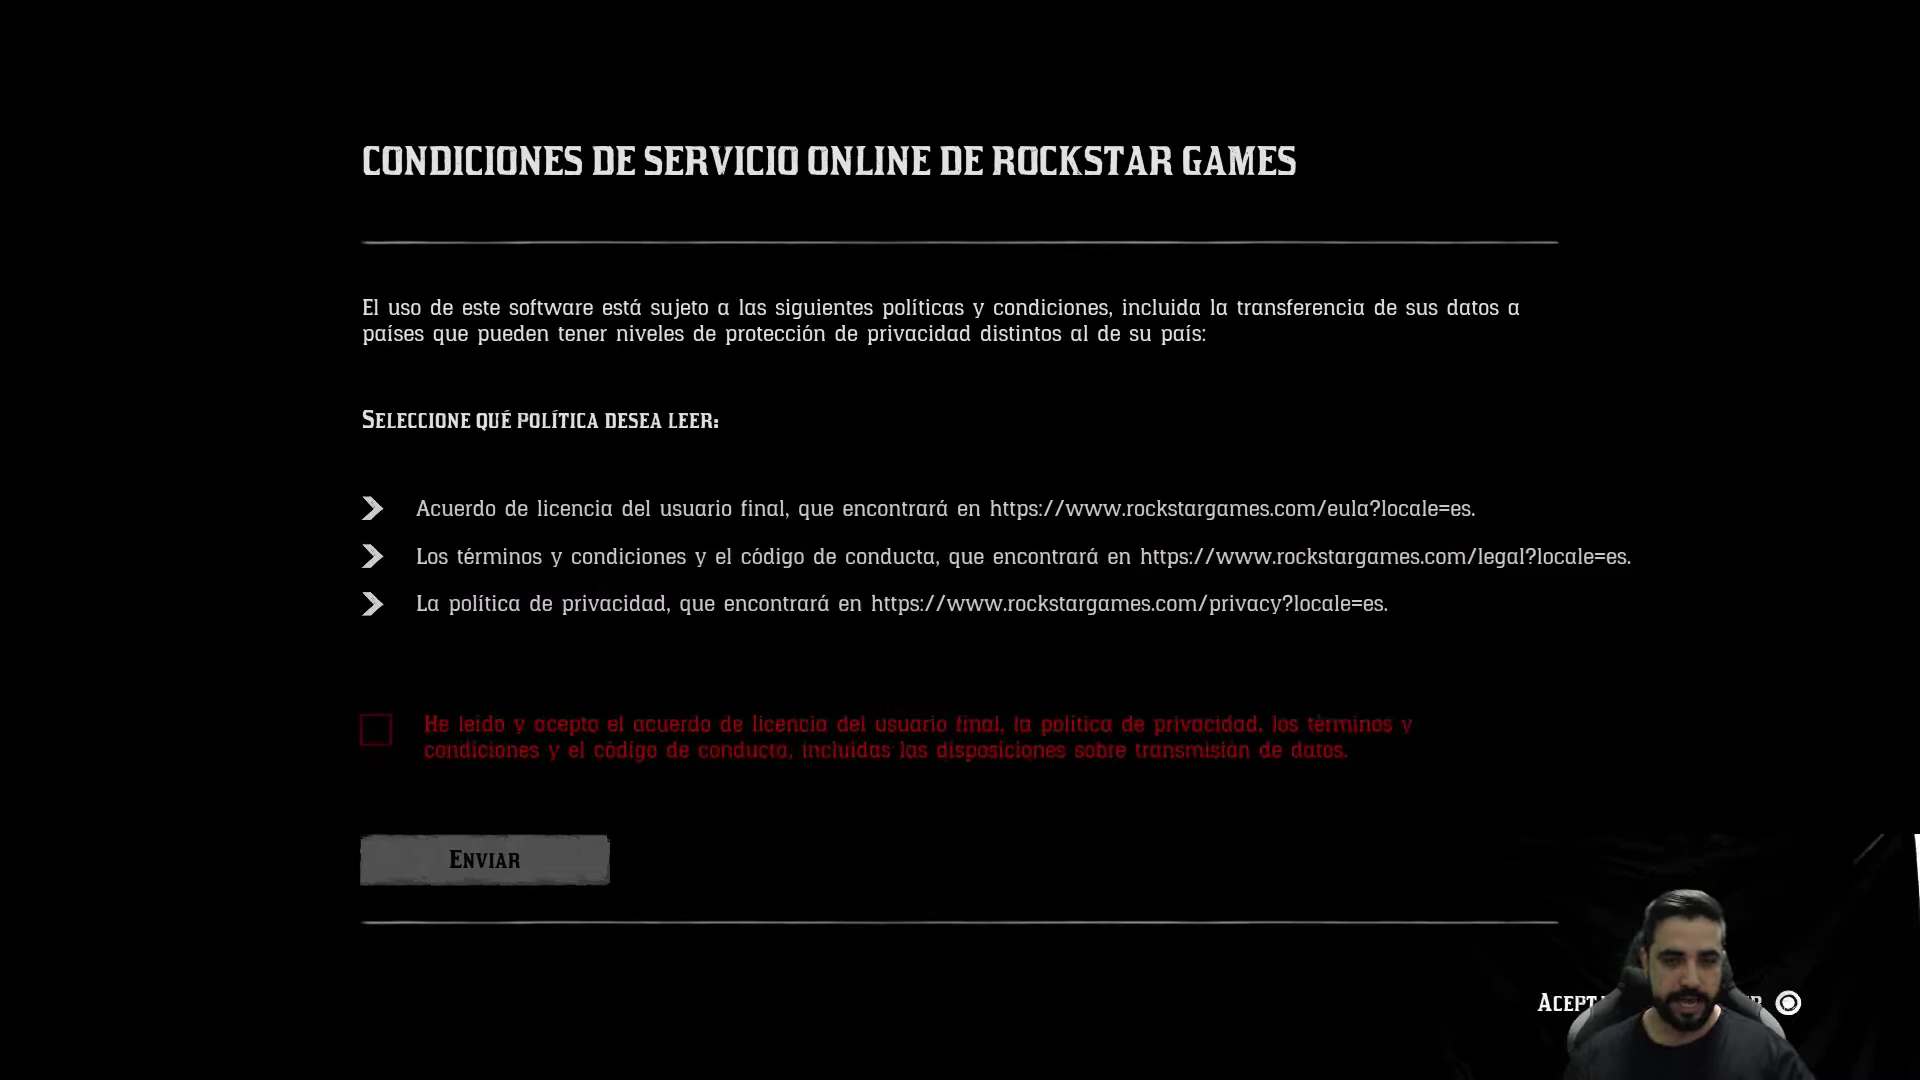 CONDICIONES DE SERVICIO ONLINE DE ROCKSTAR GAMES
El uso de este software está sujeto a las siguientes políticas y condiciones, incluida la transferencia de sus datos a
países que pueden tener niveles de protección de privacidad distintos al de su país:
SELECCIONE QUÉ POLÍTICA DESEA LEER:
Acuerdo de licencia del usuario final, que encontrará en https://www.rockstargames.com/eula?locale=es.
Los términos y condiciones y el código de conducta, que encontrará en https://www.rockstargames.com/legal?locale=es.
La política de privacidad, que encontrará en https://www.rockstargames.com/privacy?locale=es.
He leído y acepto el acuerdo de licencia del usuario final, la política de privacidad, los términos y
condiciones y el código de conducta, incluidas las disposiciones sobre transmisión de datos.
ENVIAR